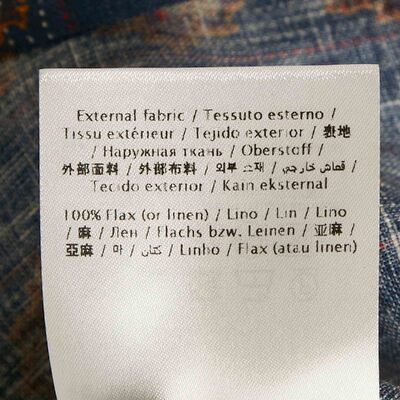 External fabric / Tessuto esterno /
Tissu extérieur / Tejido exterior / 表地
/ Наружная ткань / Oberstoff /
外部面料 / 外部布料 / 외부 소재 / قماش خارجي /
Tecido exterior / Kain eksternal
100% Flax (or linen) / Lino / Lin / Lino
/ 麻 / Лен / Flachs bzw. Leinen / 亚麻 /
亞麻 / 마 / كتان / Linho / Flax (atau linen)